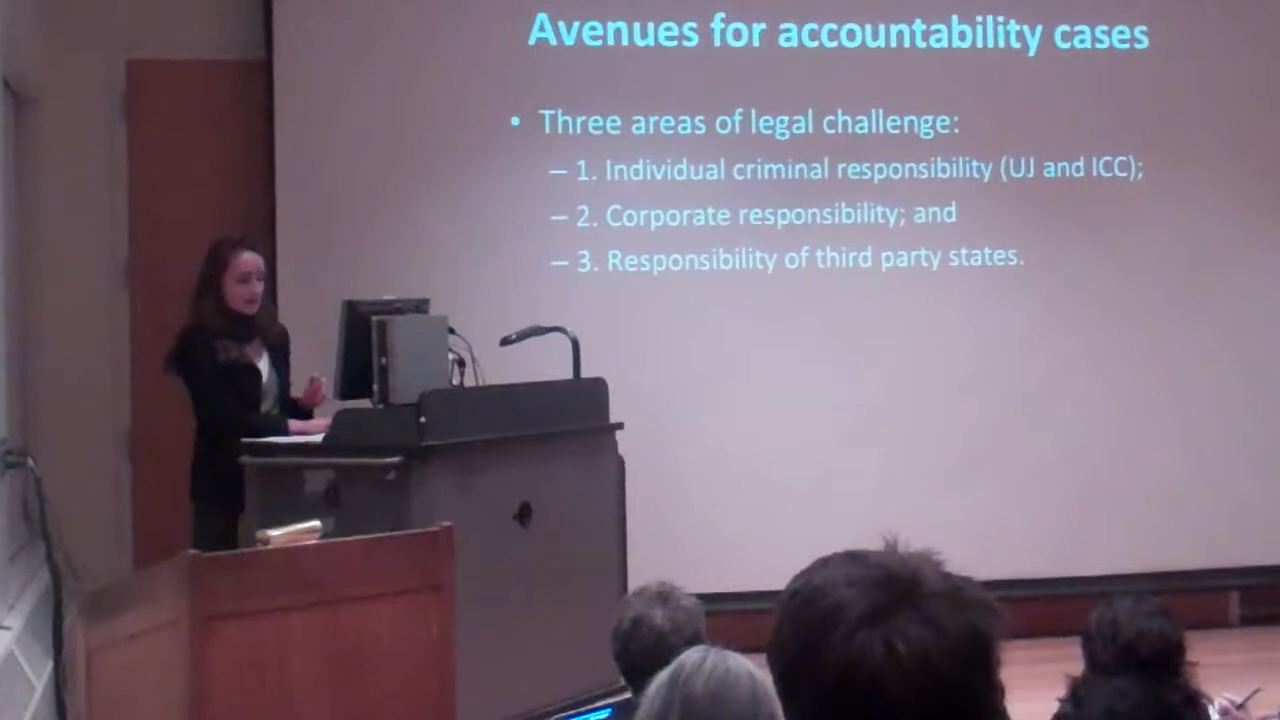 Avenues for accountability cases
• Three areas of legal challenge:
– 1. Individual criminal responsibility (UJ and ICC);
– 2. Corporate responsibility; and
– 3. Responsibility of third party states.